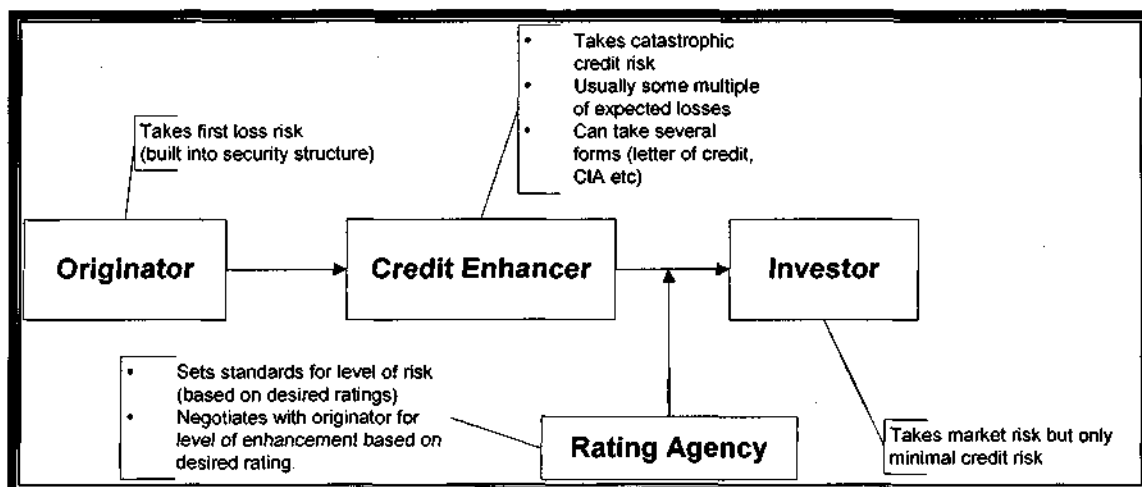 • Takes catastrophic
credit risk
• Usually some multiple
of expected losses
• Can take several
forms (letter of credit,
CIA etc)
Takes first loss risk
(built into security structure)
Originator
Credit Enhancer
Investor
• Sets standards for level of risk
(based on desired ratings)
• Negotiates with originator for
level of enhancement based on
desired rating.
Rating Agency
Takes market risk but only
minimal credit risk